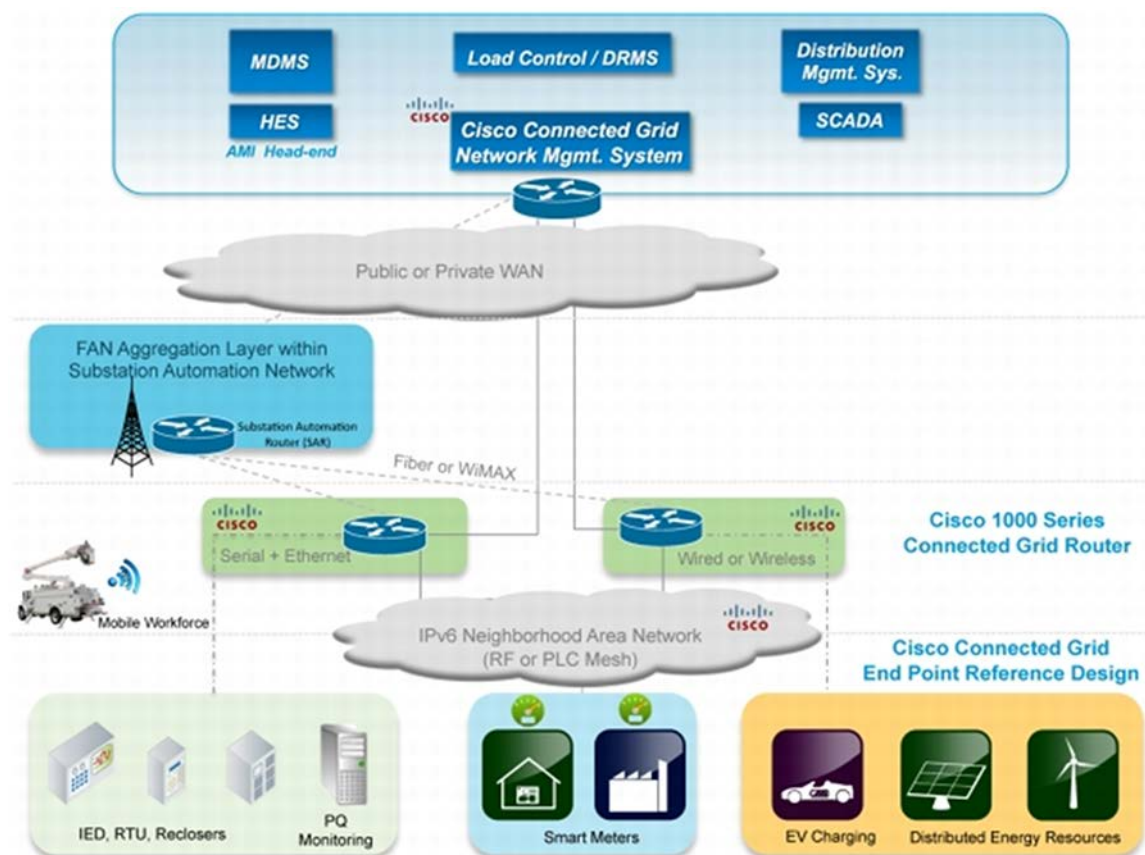 MDMS
Load Control / DRMS
Distribution
Mgmt. Sys.
HES
AMI Head-end
CISCO
Cisco Connected Grid
Network Mgmt. System
SCADA
Public or Private WAN
FAN Aggregation Layer within
Substation Automation Network
Substation Automation
Router (SAR)
Fiber or WiMAX
CISCO
Serial + Ethernet
CISCO
Wired or Wireless
Cisco 1000 Series
Connected Grid Router
Mobile Workforce
IPv6 Neighborhood Area Network
(RF or PLC Mesh)
CISCO
Cisco Connected Grid
End Point Reference Design
IED, RTU, Reclosers
PQ
Monitoring
Smart Meters
EV Charging
Distributed Energy Resources